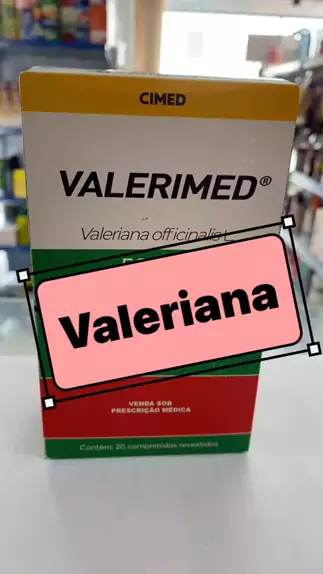 CIMED
VALERIMED®
Valeriana officinalis L.
Valeriana
VENDA SOB
PRESCRIÇÃO MÉDICA
Contém: 20 comprimidos revestidos